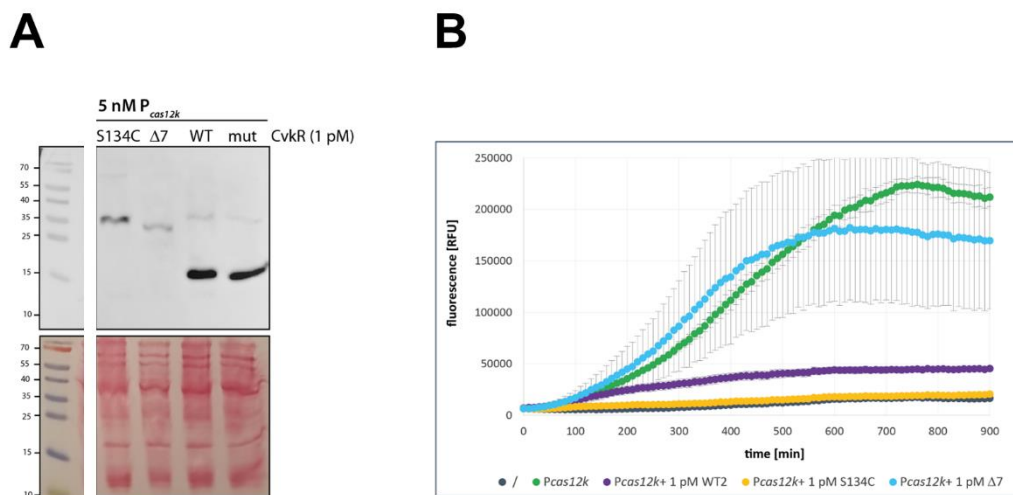 A
5 nM Pcas12k
S134C Δ7 WT mut CvkR (1 pM)
70
55
40
35
25
15
10
70
55
40
35
25
15
10
B
fluorescence [RFU]
250000
200000
150000
100000
50000
0
0 100 200 300 400 500 600 700 800 900
time [min]
/ Pcas12k Pcas12k+ 1 pM WT2 Pcas12k+ 1 pM S134C Pcas12k+ 1 pM Δ7